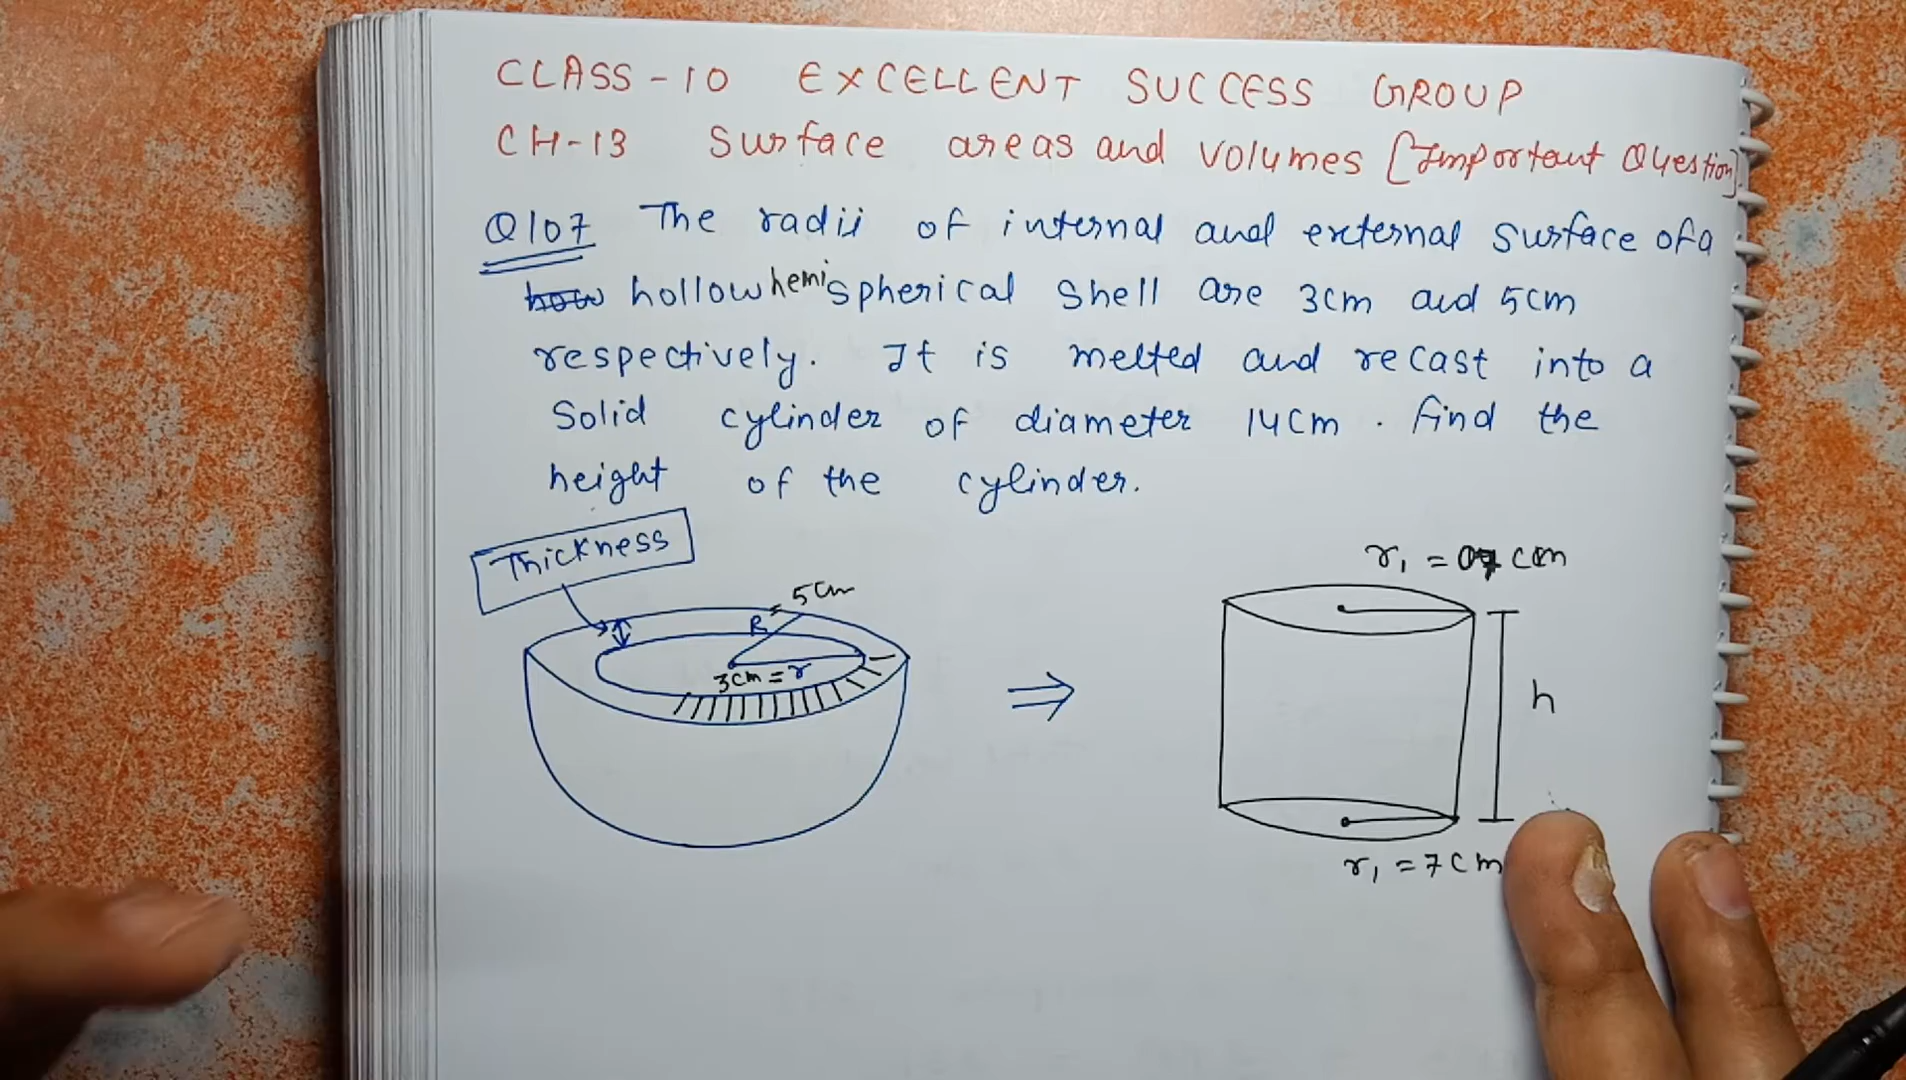 CLASS - 10 EXCELLENT SUCCESS GROUP
CH-13 Surface areas and volumes [Important Question]
Q107 The radii of internal and external surface of a
hollow hemispherical shell are 3cm and 5cm
respectively. It is melted and recast into a
solid cylinder of diameter 14cm. find the
height of the cylinder.
Thickness
R = 5cm
3cm = r
⇒
r₁ = 7 cm
h
r₁ = 7cm